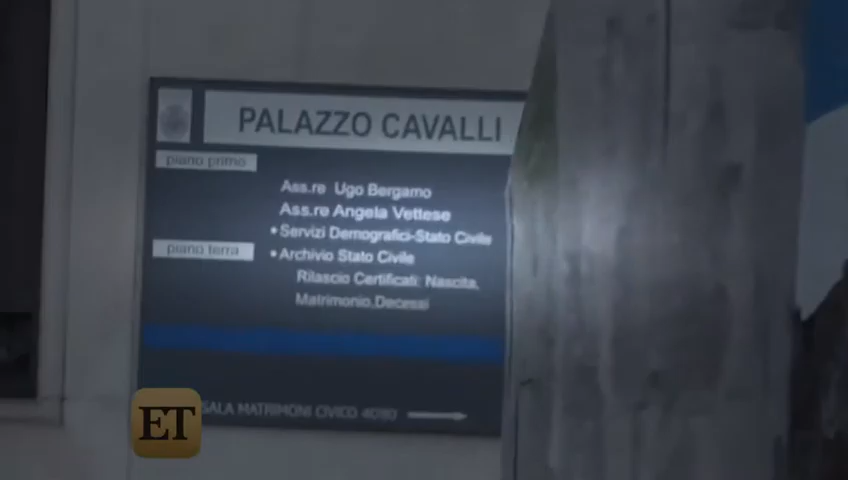 PALAZZO CAVALLI
piano primo
Ass.re Ugo Bergamo
Ass.re Angela Vettese
• Servizi Demografici-Stato Civile
piano terra
• Archivio Stato Civile
Rilascio Certificati: Nascita,
Matrimonio,Decessi
SALA MATRIMONI CIVICO
ET